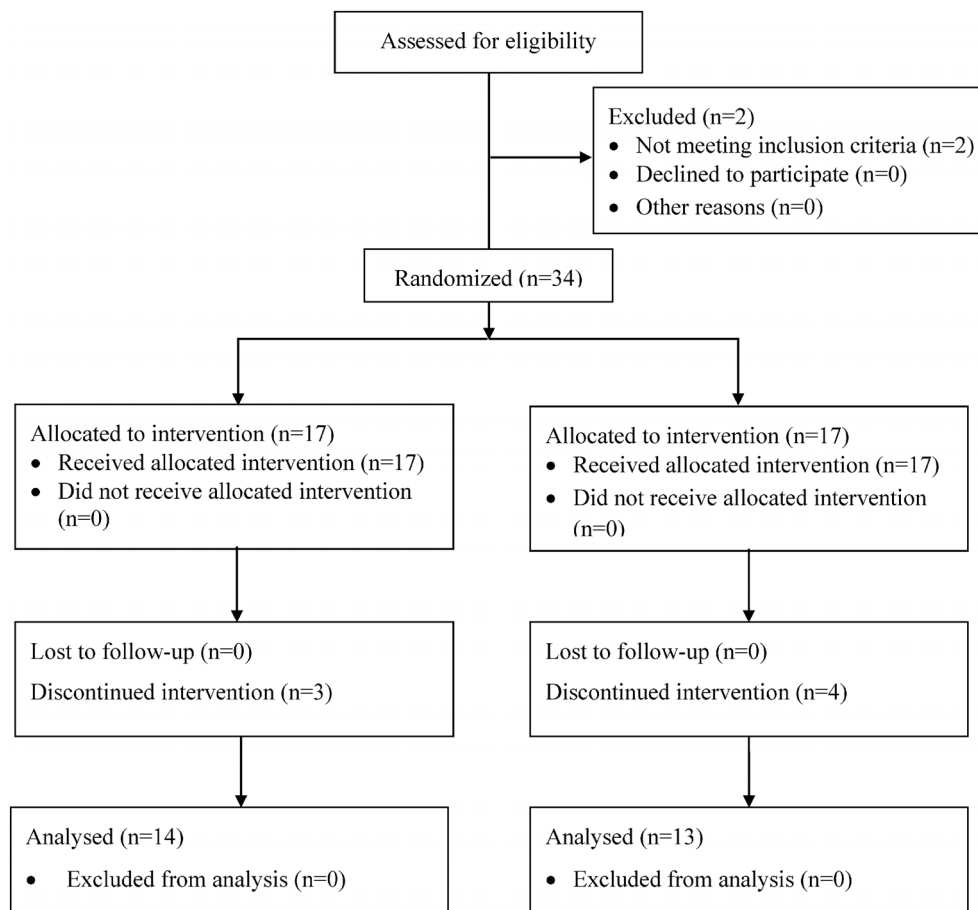 Assessed for eligibility
Excluded (n=2)
• Not meeting inclusion criteria (n=2)
• Declined to participate (n=0)
• Other reasons (n=0)
Randomized (n=34)
Allocated to intervention (n=17)
• Received allocated intervention (n=17)
• Did not receive allocated intervention
(n=0)
Allocated to intervention (n=17)
• Received allocated intervention (n=17)
• Did not receive allocated intervention
(n=0)
Lost to follow-up (n=0)
Discontinued intervention (n=3)
Lost to follow-up (n=0)
Discontinued intervention (n=4)
Analysed (n=14)
• Excluded from analysis (n=0)
Analysed (n=13)
• Excluded from analysis (n=0)